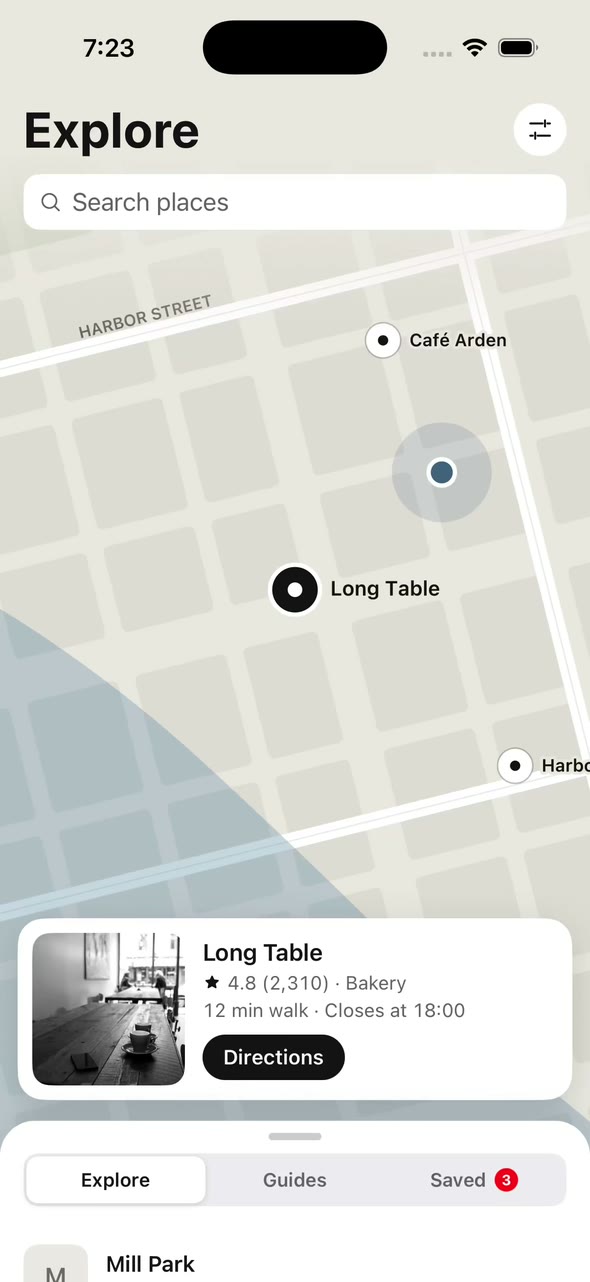 7:23
Explore
Search places
HARBOR STREET
Café Arden
Long Table
Harbo
Long Table
4.8 (2,310) · Bakery
12 min walk · Closes at 18:00
Directions
Explore
Guides
Saved 3
Mill Park
M